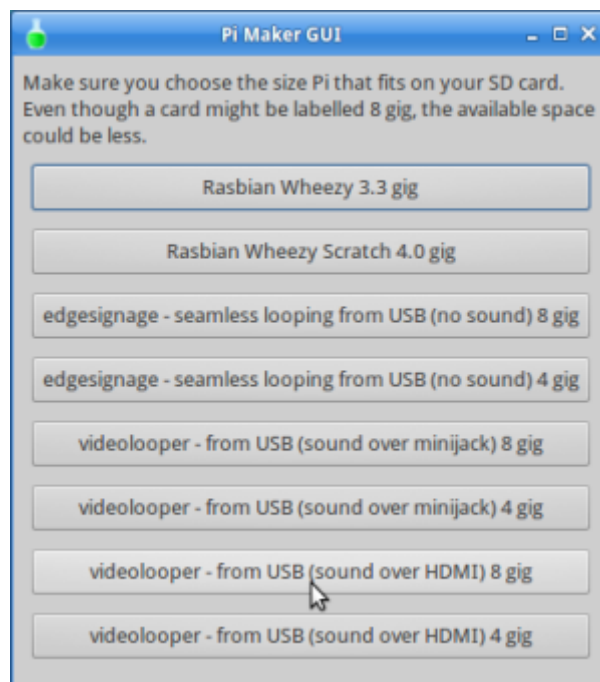 Pi Maker GUI
Make sure you choose the size Pi that fits on your SD card.
Even though a card might be labelled 8 gig, the available space
could be less.
Rasbian Wheezy 3.3 gig
Rasbian Wheezy Scratch 4.0 gig
edgesignage - seamless looping from USB (no sound) 8 gig
edgesignage - seamless looping from USB (no sound) 4 gig
videolooper - from USB (sound over minijack) 8 gig
videolooper - from USB (sound over minijack) 4 gig
videolooper - from USB (sound over HDMI) 8 gig
videolooper - from USB (sound over HDMI) 4 gig